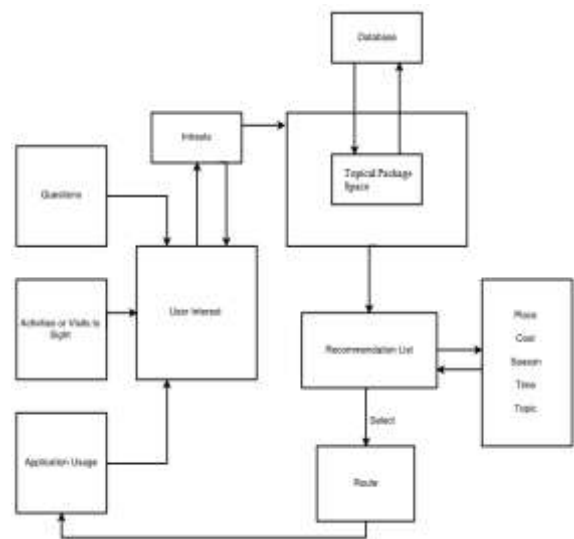 Database
Intrests
Topical Package
Space
Questions
User Interest
Activities or Visits to
Sight
Recommendation List
Place
Cost
Season
Time
Topic
Select
Application Usage
Route